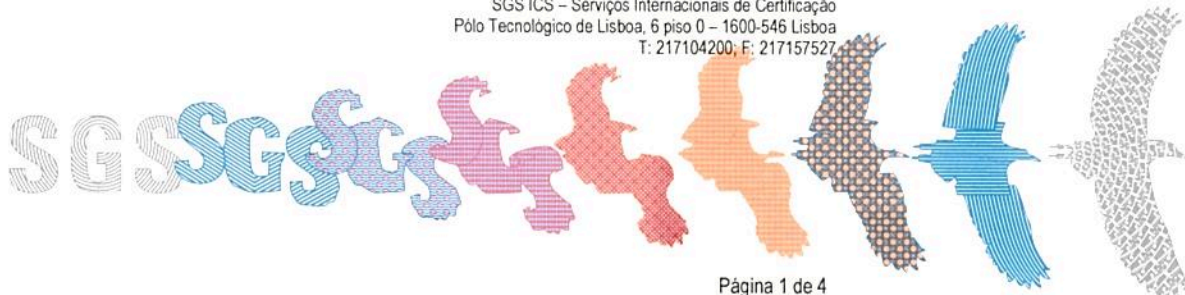 SGS ICS – Serviços Internacionais de Certificação
Pólo Tecnológico de Lisboa, 6 piso 0 – 1600-546 Lisboa
T: 217104200; F: 217157527
SGS SGS SGS
Página 1 de 4